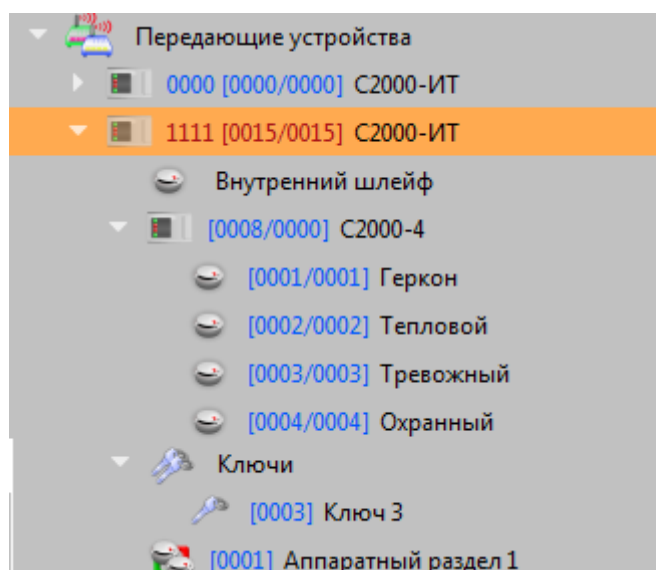 Передающие устройства
0000 [0000/0000] С2000-ИТ
1111 [0015/0015] С2000-ИТ
Внутренний шлейф
[0008/0000] С2000-4
[0001/0001] Геркон
[0002/0002] Тепловой
[0003/0003] Тревожный
[0004/0004] Охранный
Ключи
[0003] Ключ 3
[0001] Аппаратный раздел 1